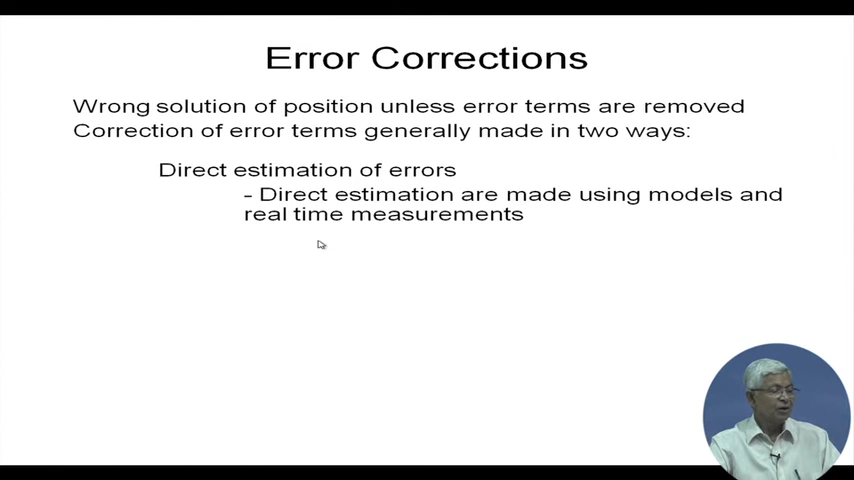 Error Corrections
Wrong solution of position unless error terms are removed
Correction of error terms generally made in two ways:
Direct estimation of errors
- Direct estimation are made using models and
real time measurements